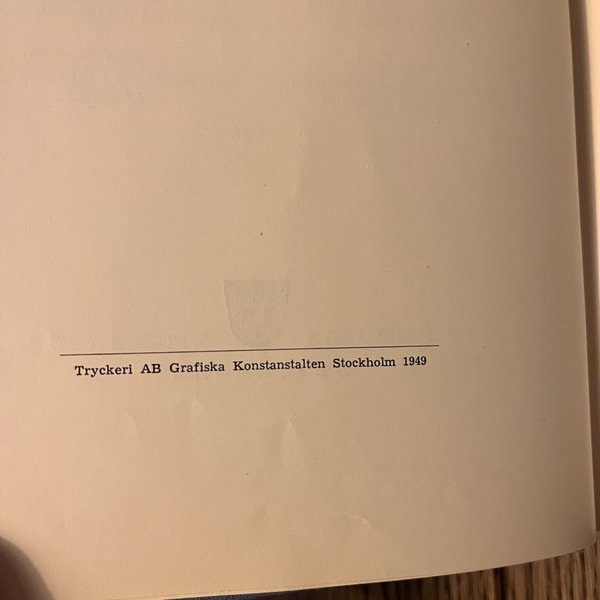 Tryckeri AB Grafiska Konstanstalten Stockholm 1949